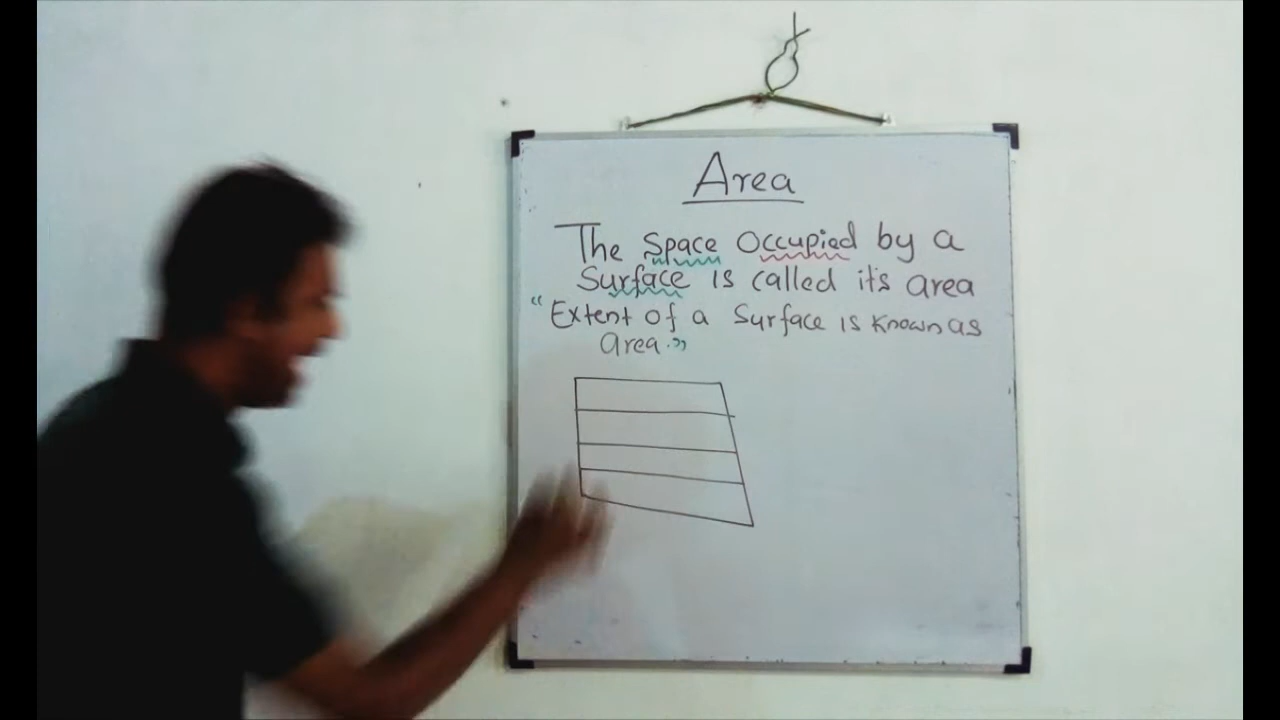 Area
The Space Occupied by a
Surface is called it's area
“Extent of a Surface is known as
area.”